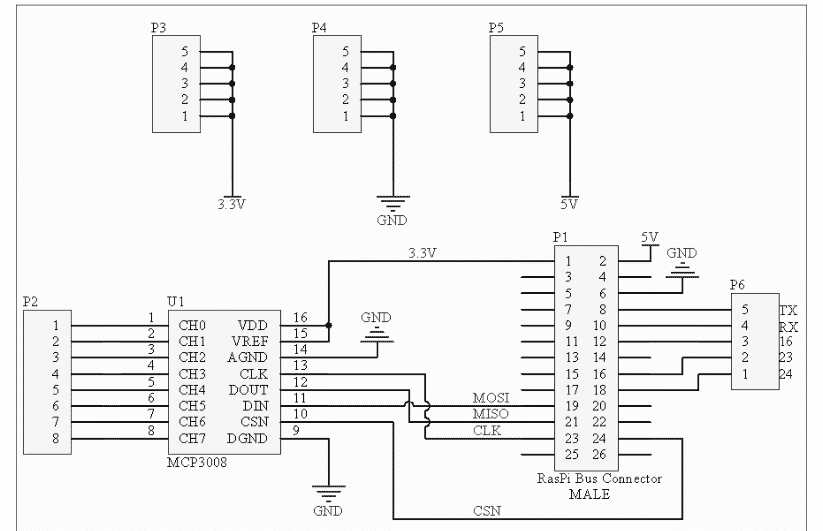 P3 P4 P5
5 5 5
4 4 4
3 3 3
2 2 2
1 1 1
3.3V GND 5V
P1 5V
3.3V GND
1 2
3 4
5 6
7 8
9 10
11 12
13 14
15 16
17 18
19 20
21 22
23 24
25 26
RasPi Bus Connector
MALE
P6
5 TX
4 RX
3 16
2 23
1 24
P2 U1 GND
1 1 CH0 VDD 16
2 2 CH1 VREF 15
3 3 CH2 AGND 14
4 4 CH3 CLK 13
5 5 CH4 DOUT 12
6 6 CH5 DIN 11 MOSI
7 7 CH6 CSN 10 MISO
8 8 CH7 DGND 9 CLK
MCP3008
GND CSN